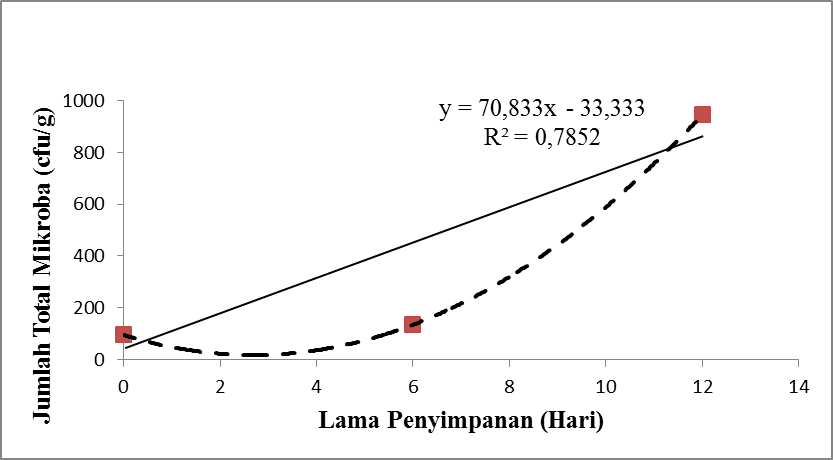 y = 70,833x - 33,333
R² = 0,7852
1000
800
600
400
200
0
Jumlah Total Mikroba (cfu/g)
0 2 4 6 8 10 12 14
Lama Penyimpanan (Hari)